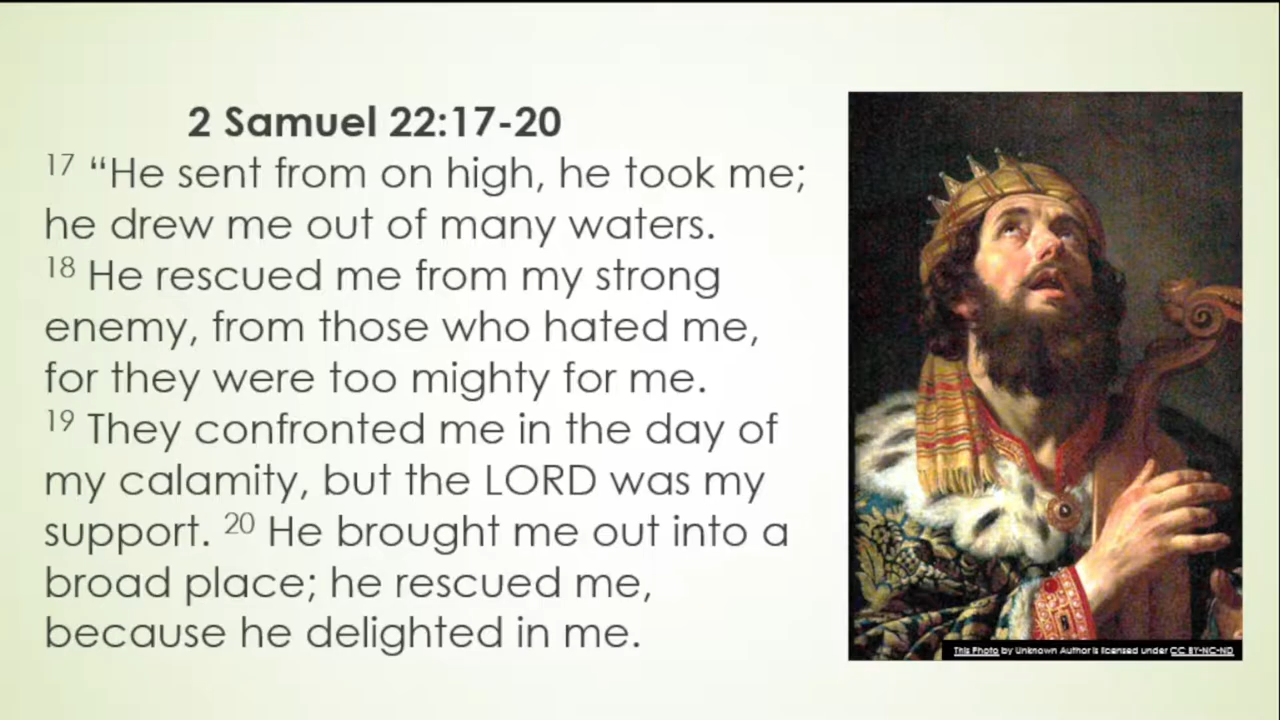 2 Samuel 22:17-20
17 “He sent from on high, he took me;
he drew me out of many waters.
18 He rescued me from my strong
enemy, from those who hated me,
for they were too mighty for me.
19 They confronted me in the day of
my calamity, but the LORD was my
support. 20 He brought me out into a
broad place; he rescued me,
because he delighted in me.
This Photo by Unknown Author is licensed under CC BY-NC-ND